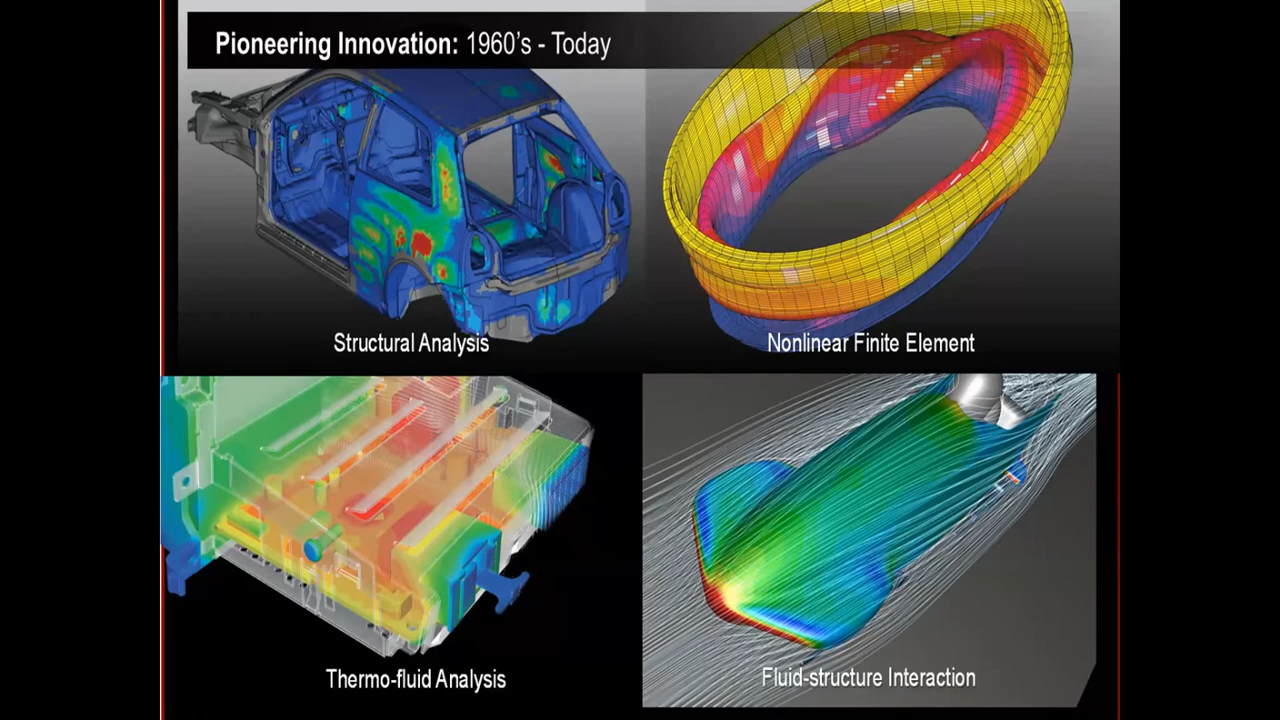 Pioneering Innovation: 1960's - Today
Structural Analysis
Nonlinear Finite Element
Thermo-fluid Analysis
Fluid-structure Interaction